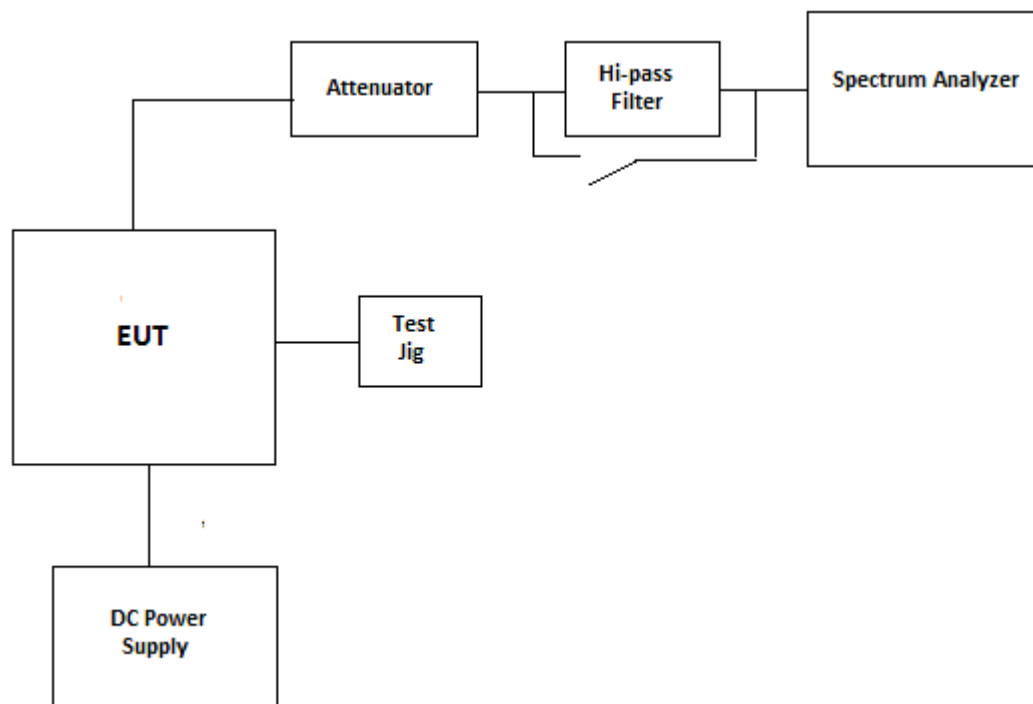 Attenuator
Hi-pass
Filter
Spectrum Analyzer
EUT
Test
Jig
DC Power
Supply